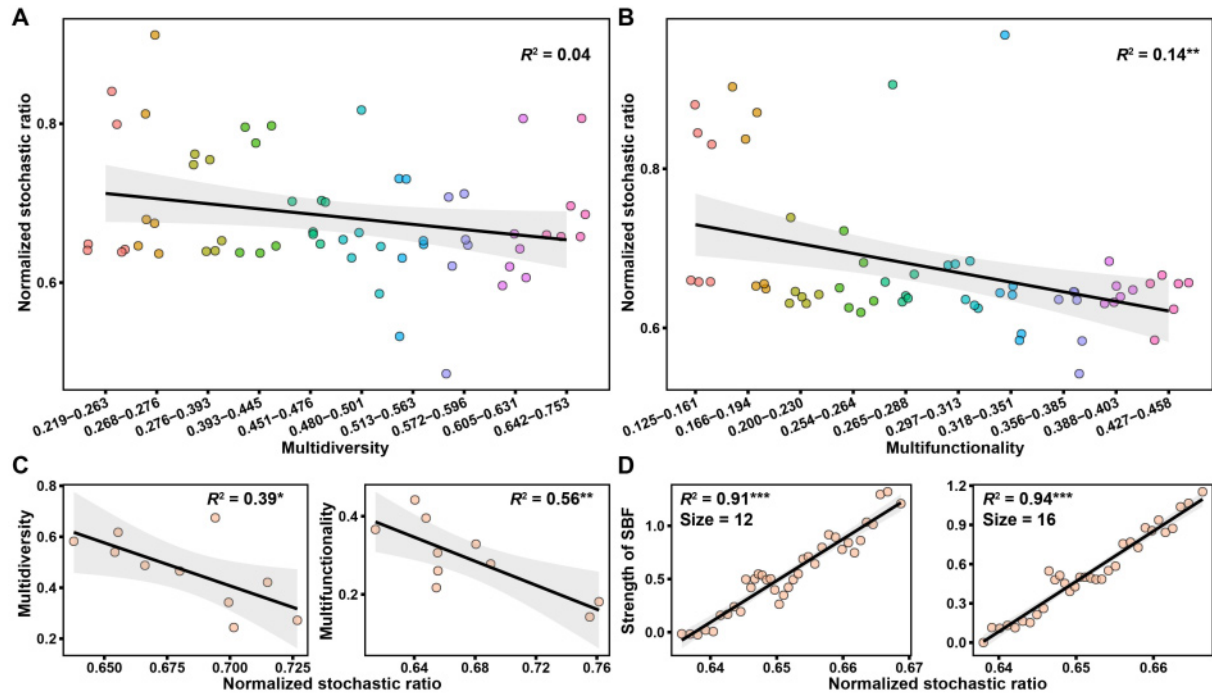 A
R² = 0.04
Normalized stochastic ratio
0.8
0.6
0.219−0.263
0.268−0.276
0.276−0.393
0.393−0.445
0.451−0.476
0.480−0.501
0.513−0.563
0.572−0.596
0.605−0.631
0.642−0.753
Multidiversity
B
R² = 0.14**
Normalized stochastic ratio
0.8
0.6
0.125−0.161
0.166−0.194
0.200−0.230
0.254−0.264
0.265−0.288
0.297−0.313
0.318−0.351
0.356−0.385
0.388−0.403
0.427−0.458
Multifunctionality
C
R² = 0.39*
Multidiversity
0.8
0.6
0.4
0.2
0.650
0.675
0.700
0.725
R² = 0.56**
Multifunctionality
0.4
0.2
0.64
0.68
0.72
0.76
Normalized stochastic ratio
D
R² = 0.91***
Size = 12
Strength of SBF
1.0
0.5
0.0
0.64
0.65
0.66
0.67
R² = 0.94***
Size = 16
1.2
0.9
0.6
0.3
0.0
0.64
0.65
0.66
Normalized stochastic ratio